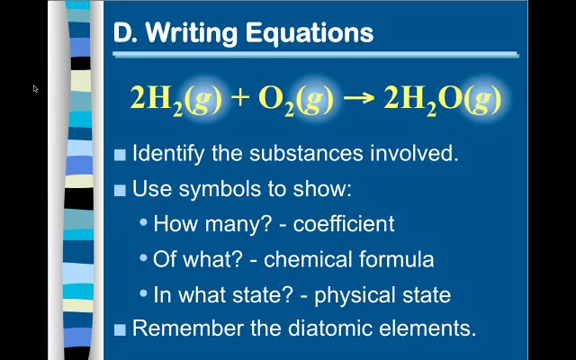 D. Writing Equations
2H₂(g) + O₂(g) → 2H₂O(g)
■ Identify the substances involved.
■ Use symbols to show:
• How many? - coefficient
• Of what? - chemical formula
• In what state? - physical state
■ Remember the diatomic elements.